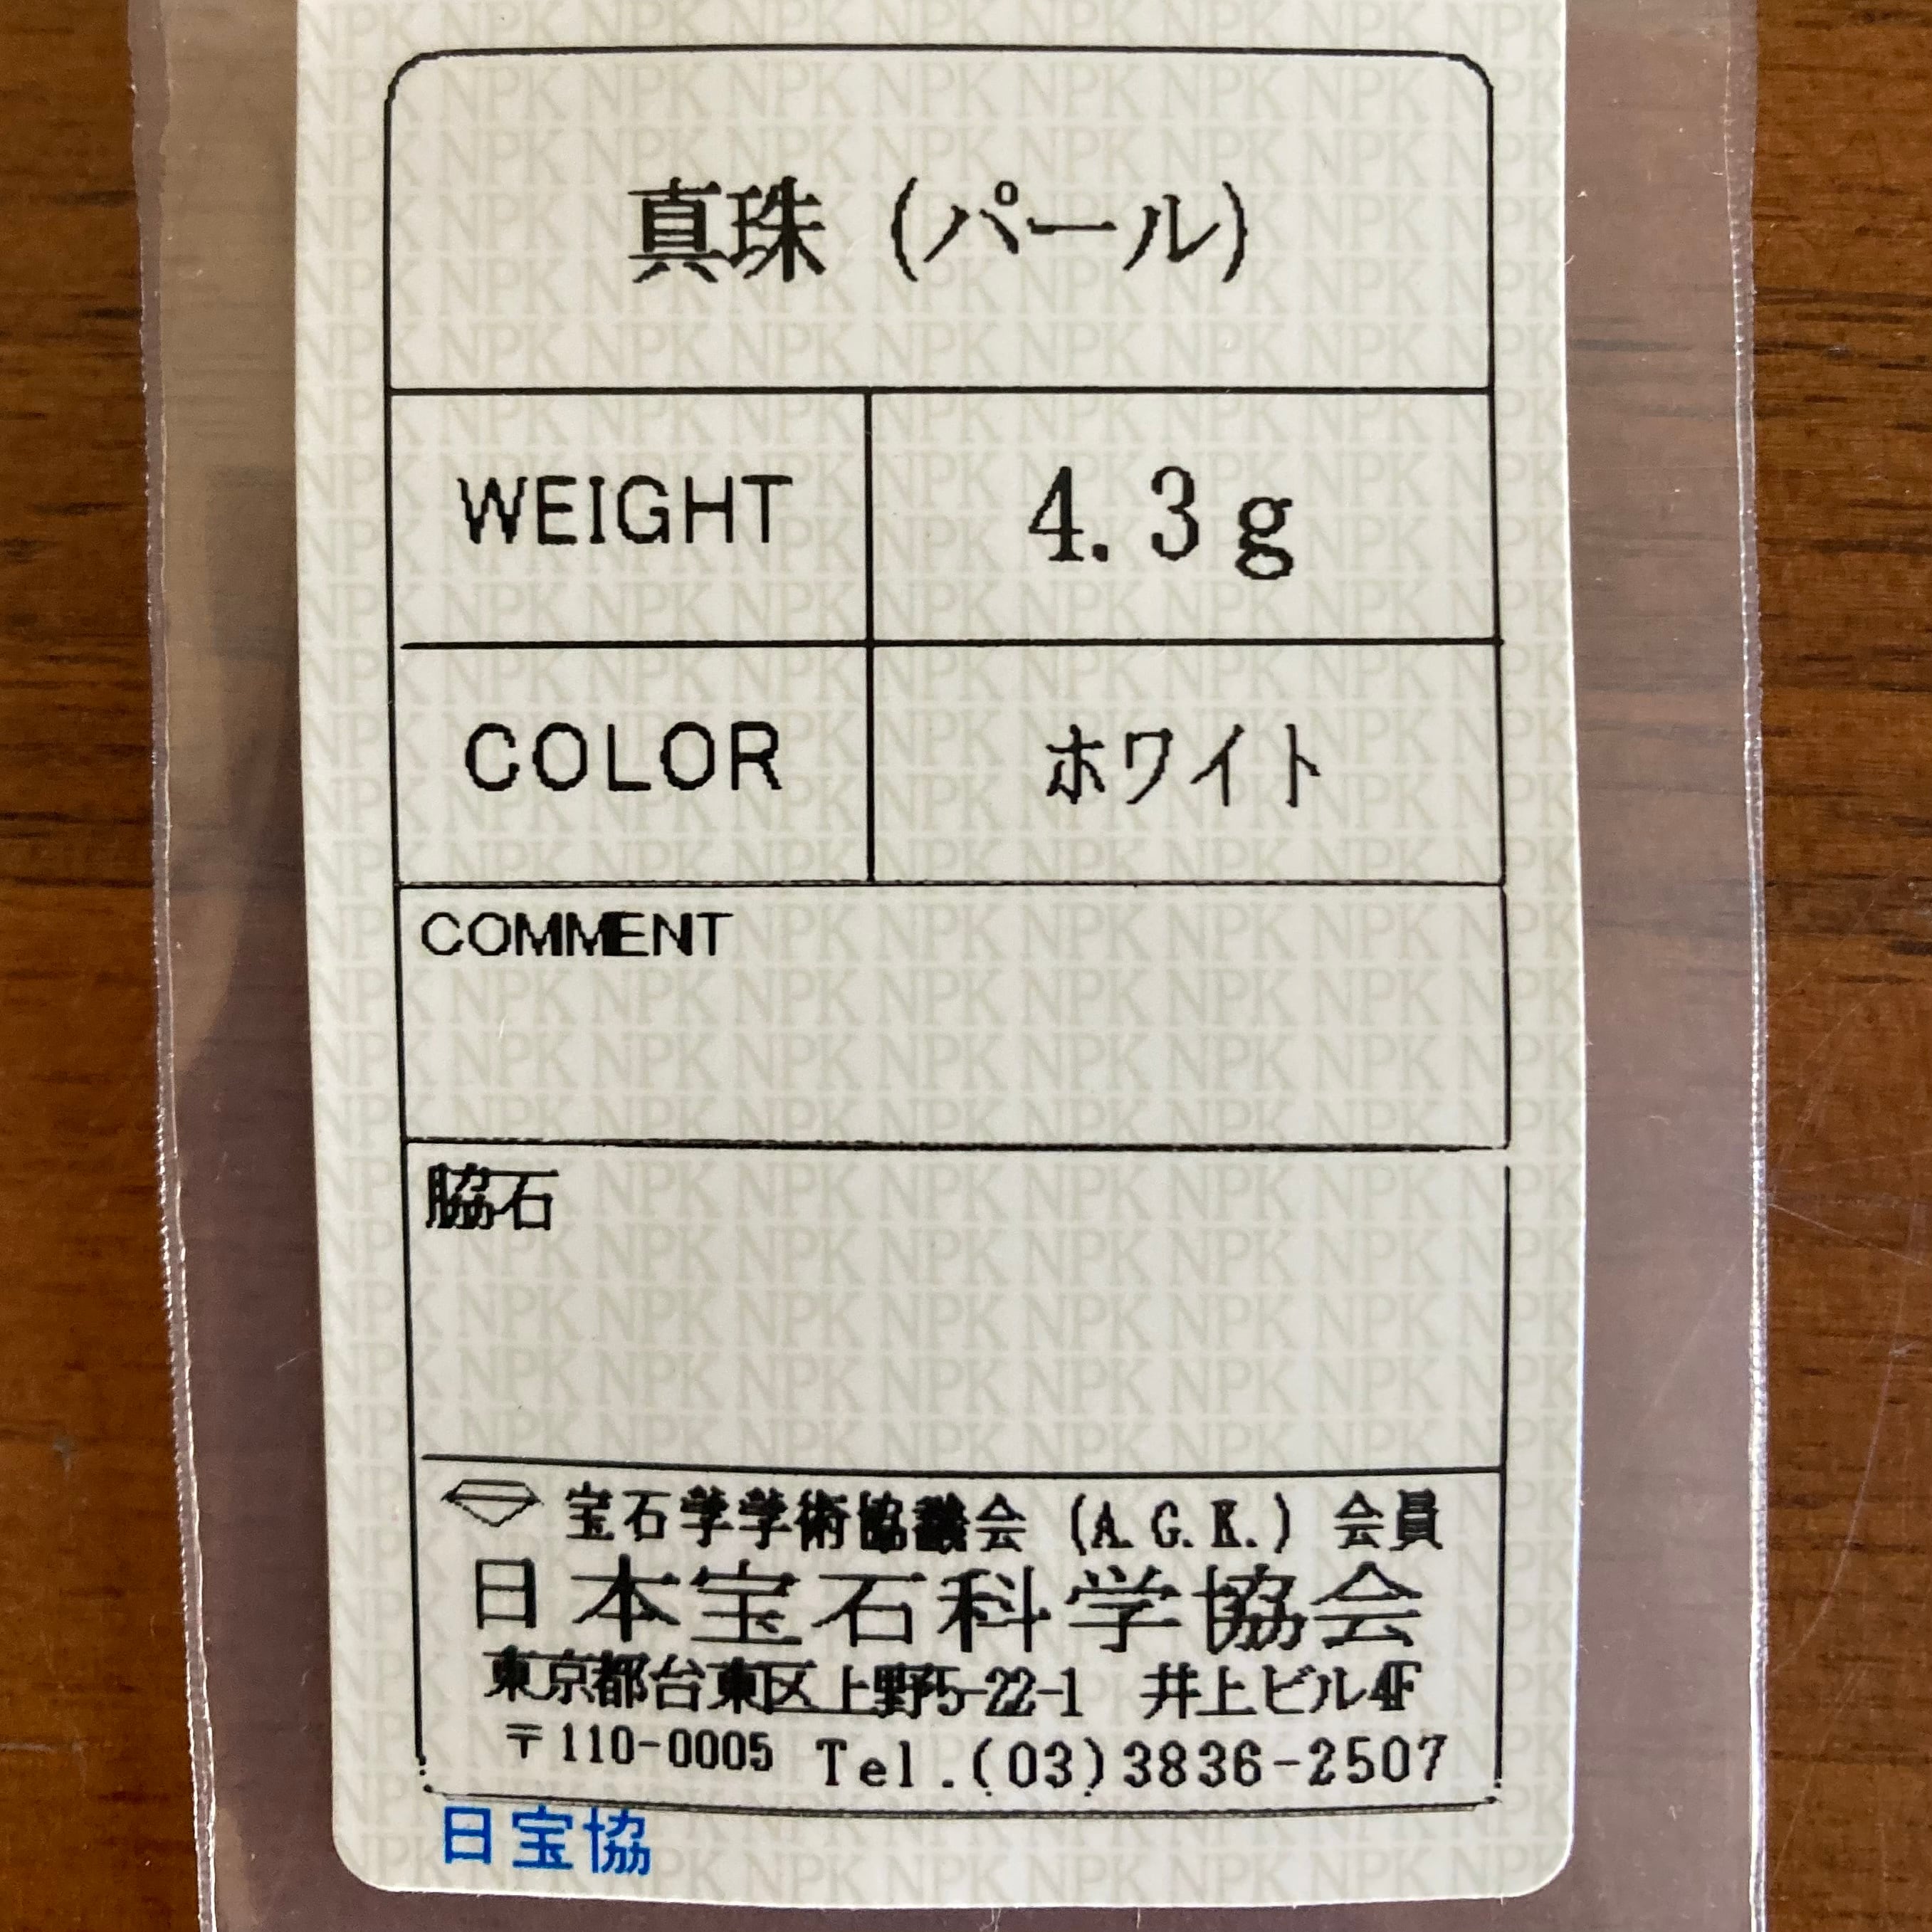 真珠 (パール)
WEIGHT 4.3g
COLOR ホワイト
COMMENT
脇石
宝石学学術協議会 (A.G.K.) 会員
日本宝石科学協会
東京都台東区上野5-22-1 井上ビル4F
〒110-0005 Tel.(03)3836-2507
日宝協
NPK